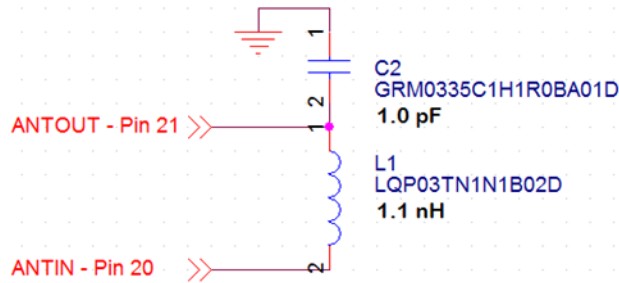 1
C2
GRM0335C1H1R0BA01D
1.0 pF
2
ANTOUT - Pin 21
1
L1
LQP03TN1N1B02D
1.1 nH
ANTIN - Pin 20
2